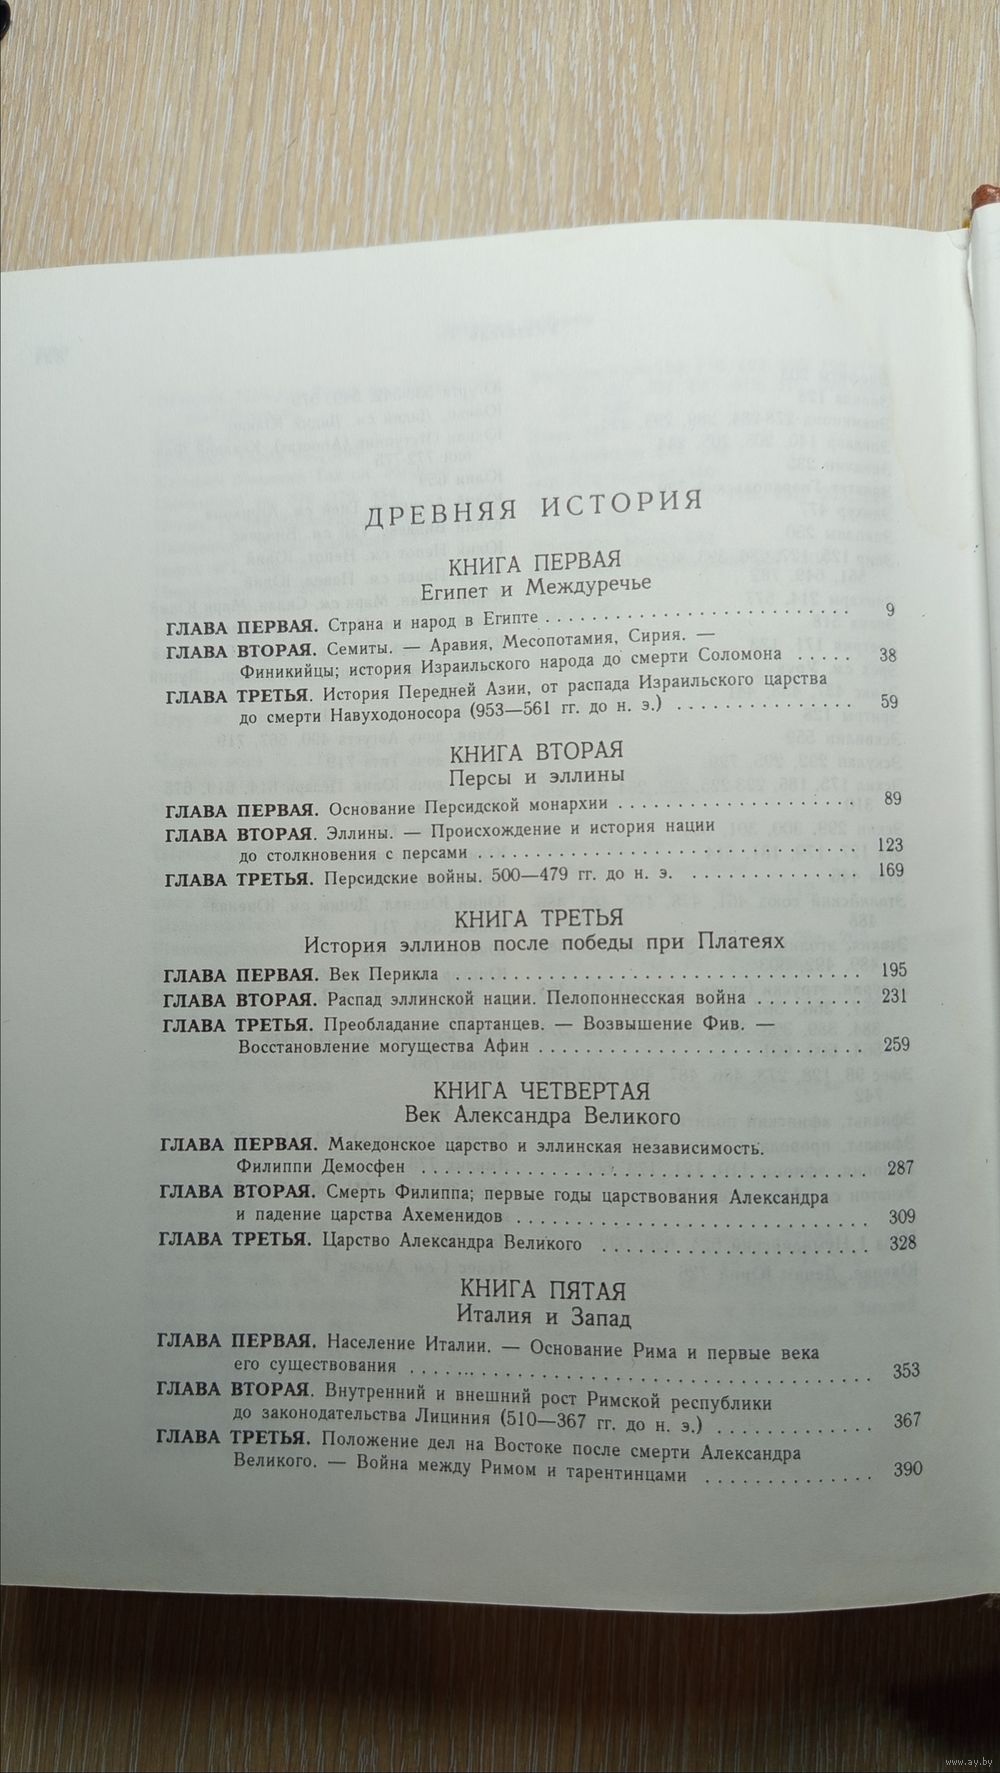 ДРЕВНЯЯ ИСТОРИЯ
КНИГА ПЕРВАЯ
Египет и Междуречье
ГЛАВА ПЕРВАЯ. Страна и народ в Египте . . . . . . . . . . . . . . . . . . . . . . . . 9
ГЛАВА ВТОРАЯ. Семиты. — Аравия, Месопотамия, Сирия. —
Финикийцы; история Израильского народа до смерти Соломона . . . . . 38
ГЛАВА ТРЕТЬЯ. История Передней Азии, от распада Израильского царства
до смерти Навуходоносора (953—561 гг. до н. э.) . . . . . . . . . . . . . . 59
КНИГА ВТОРАЯ
Персы и эллины
ГЛАВА ПЕРВАЯ. Основание Персидской монархии . . . . . . . . . . . . . . . . . . . 89
ГЛАВА ВТОРАЯ. Эллины. — Происхождение и история нации
до столкновения с персами . . . . . . . . . . . . . . . . . . . . . . . . . . . . . 123
ГЛАВА ТРЕТЬЯ. Персидские войны. 500—479 гг. до н. э. . . . . . . . . . . . . . 169
КНИГА ТРЕТЬЯ
История эллинов после победы при Платеях
ГЛАВА ПЕРВАЯ. Век Перикла . . . . . . . . . . . . . . . . . . . . . . . . . . . . . . . . 195
ГЛАВА ВТОРАЯ. Распад эллинской нации. Пелопоннесская война . . . . . . . . . 231
ГЛАВА ТРЕТЬЯ. Преобладание спартанцев. — Возвышение Фив. —
Восстановление могущества Афин . . . . . . . . . . . . . . . . . . . . . . . . . 259
КНИГА ЧЕТВЕРТАЯ
Век Александра Великого
ГЛАВА ПЕРВАЯ. Македонское царство и эллинская независимость.
Филиппи Демосфен . . . . . . . . . . . . . . . . . . . . . . . . . . . . . . . . . . 287
ГЛАВА ВТОРАЯ. Смерть Филиппа; первые годы царствования Александра
и падение царства Ахеменидов . . . . . . . . . . . . . . . . . . . . . . . . . . . 309
ГЛАВА ТРЕТЬЯ. Царство Александра Великого . . . . . . . . . . . . . . . . . . . . 328
КНИГА ПЯТАЯ
Италия и Запад
ГЛАВА ПЕРВАЯ. Население Италии. — Основание Рима и первые века
его существования . . . . . . . . . . . . . . . . . . . . . . . . . . . . . . . . . . 353
ГЛАВА ВТОРАЯ. Внутренний и внешний рост Римской республики
до законодательства Лициния (510—367 гг. до н. э.) . . . . . . . . . . . . 367
ГЛАВА ТРЕТЬЯ. Положение дел на Востоке после смерти Александра
Великого. — Война между Римом и тарентинцами . . . . . . . . . . . . . 390
www.ay.by